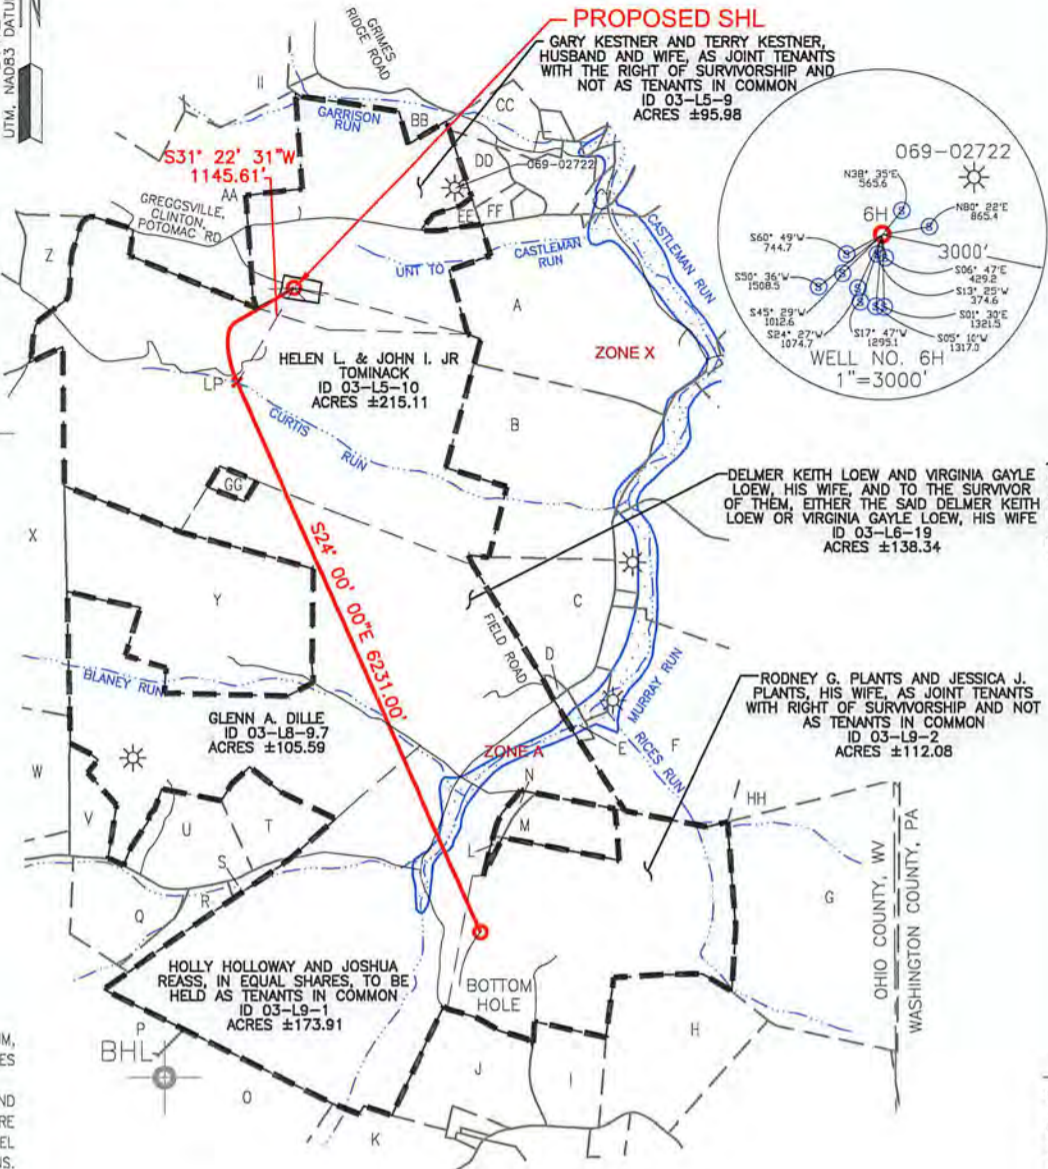 UTM, NAD83 DATU
PROPOSED SHL
GARY KESTNER AND TERRY KESTNER,
HUSBAND AND WIFE, AS JOINT TENANTS
WITH THE RIGHT OF SURVIVORSHIP AND
NOT AS TENANTS IN COMMON
ID 03-L5-9
ACRES ±95.98
GRIMES
RIDGE ROAD
II
GARRISON
RUN
BB
CC
DD
069-02722
EE
FF
S31° 22' 31"W
1145.61'
AA
GREGGSVILLE,
CLINTON,
POTOMAC RD
Z
UNT TO
CASTLEMAN
RUN
CASTLEMAN RUN
A
ZONE X
HELEN L. & JOHN I. JR
TOMINACK
ID 03-L5-10
ACRES ±215.11
LP
CURTIS
RUN
B
069-02722
N38° 35'E
565.6
6H
N80° 22'E
865.4
S60° 49'W
744.7
3000'
S50° 36'W
1508.5
S06° 47'E
429.2
S13° 25'W
374.6
S45° 29'W
1012.6
S01° 30'E
1321.5
S24° 27'W
1074.7
S17° 47'W
1295.1
S05° 10'W
1317.0
WELL NO. 6H
1"=3000'
GG
X
DELMER KEITH LOEW AND VIRGINIA GAYLE
LOEW, HIS WIFE, AND TO THE SURVIVOR
OF THEM, EITHER THE SAID DELMER KEITH
LOEW OR VIRGINIA GAYLE LOEW, HIS WIFE
ID 03-L6-19
ACRES ±138.34
S24° 00' 00"E 6231.00'
Y
C
FIELD ROAD
D
BLANEY RUN
MURRAY RUN
RICES RUN
E
F
GLENN A. DILLE
ID 03-L8-9.7
ACRES ±105.59
ZONE A
RODNEY G. PLANTS AND JESSICA J.
PLANTS, HIS WIFE, AS JOINT TENANTS
WITH RIGHT OF SURVIVORSHIP AND NOT
AS TENANTS IN COMMON
ID 03-L9-2
ACRES ±112.08
W
V
U
T
S
R
Q
N
M
L
HH
G
OHIO COUNTY, WV
WASHINGTON COUNTY, PA
HOLLY HOLLOWAY AND JOSHUA
REASS, IN EQUAL SHARES, TO BE
HELD AS TENANTS IN COMMON
ID 03-L9-1
ACRES ±173.91
BOTTOM
HOLE
P
BHL
O
K
J
I
H
UM,
ES
ND
RE
EL
NS.